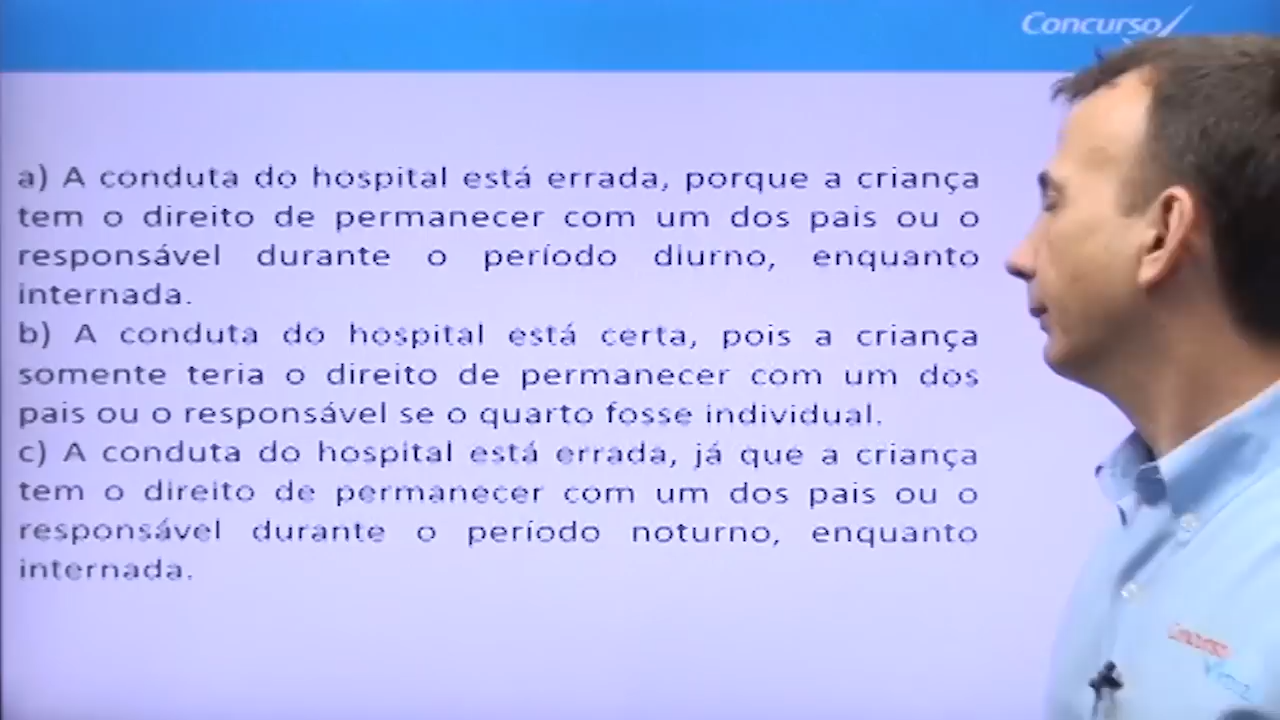 Concurso
a) A conduta do hospital está errada, porque a criança
tem o direito de permanecer com um dos pais ou o
responsável durante o período diurno, enquanto
internada.
b) A conduta do hospital está certa, pois a criança
somente teria o direito de permanecer com um dos
pais ou o responsável se o quarto fosse individual.
c) A conduta do hospital está errada, já que a criança
tem o direito de permanecer com um dos pais ou o
responsável durante o período noturno, enquanto
internada.
Concurso